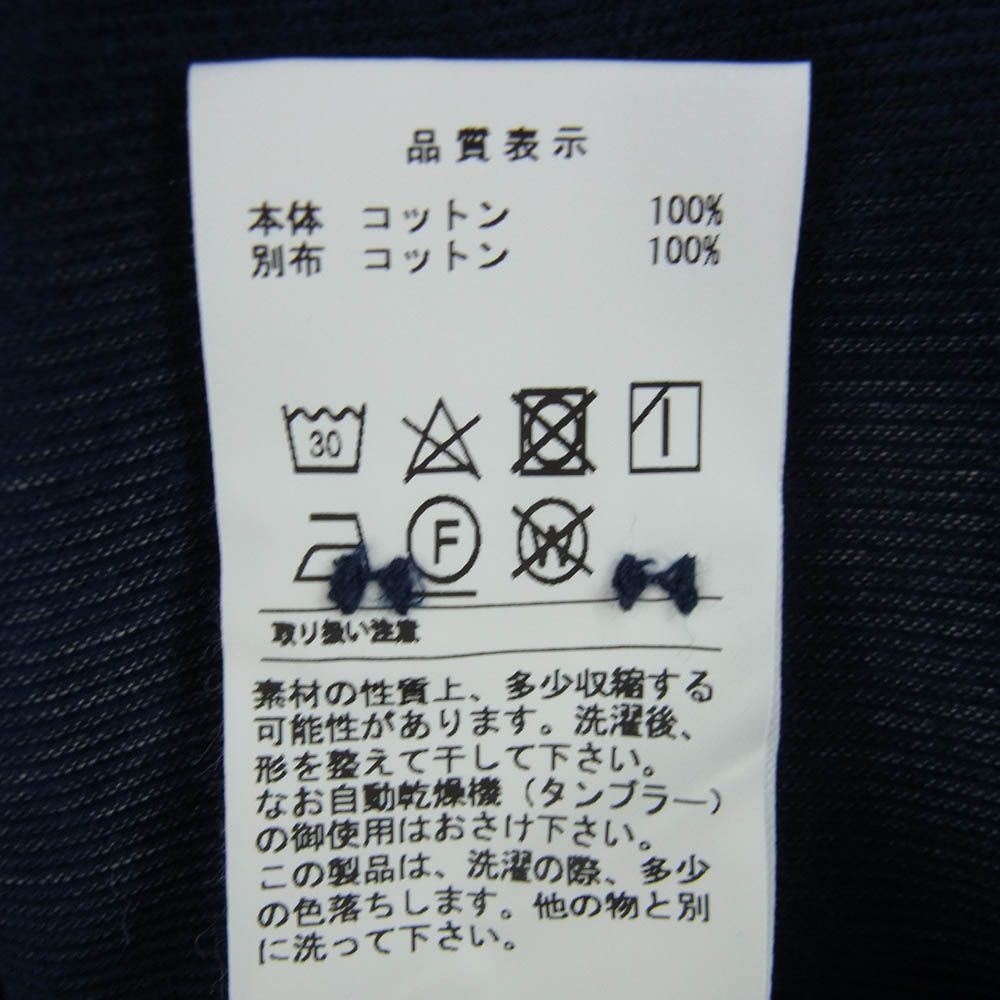 品質表示
本体 コットン 100%
別布 コットン 100%
30
F
W
取り扱い注意
素材の性質上、多少収縮する
可能性があります。洗濯後、
形を整えて干して下さい。
なお自動乾燥機（タンブラー）
の御使用はおさけ下さい。
この製品は、洗濯の際、多少
の色落ちします。他の物と別
に洗って下さい。